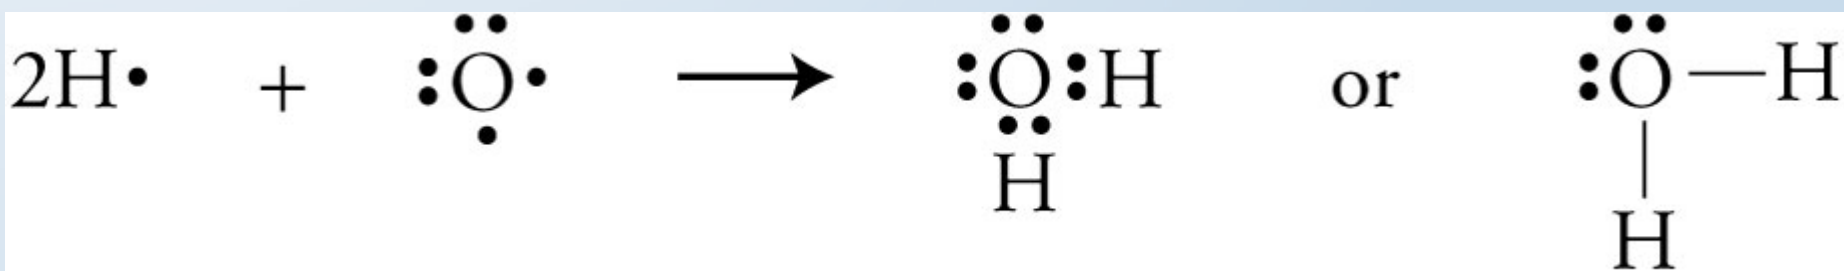 2H• + :Ö• → :Ö:H or :Ö—H
H H